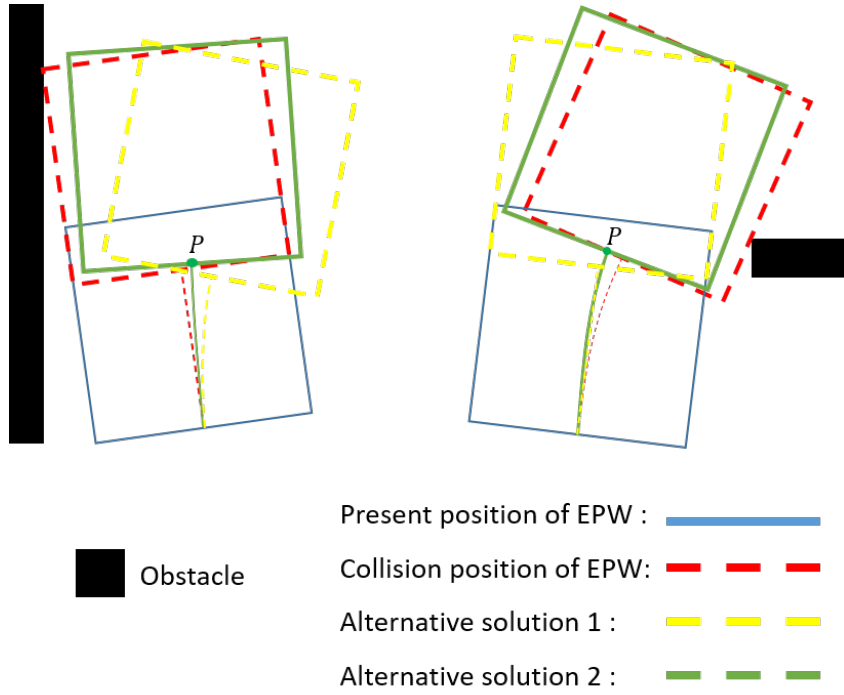 P
P
Present position of EPW :
Obstacle
Collision position of EPW:
Alternative solution 1 :
Alternative solution 2 :